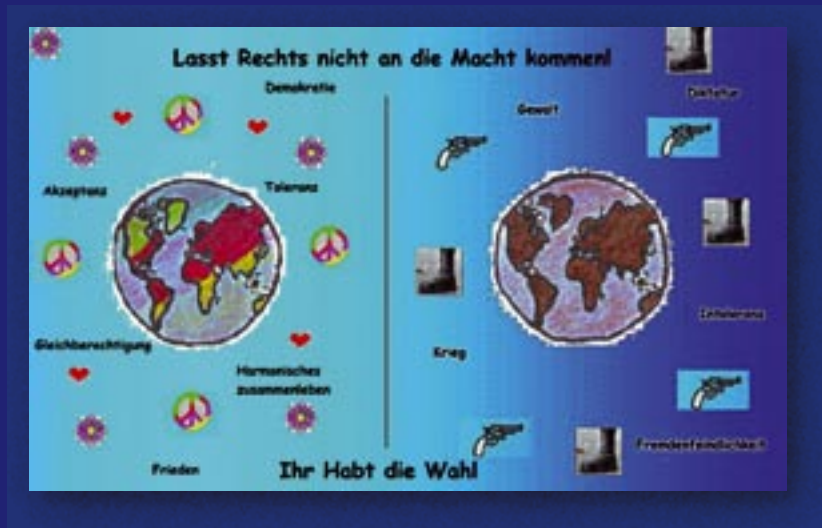 Lasst Rechts nicht an die Macht kommen!
Demokratie
Akzeptanz
Toleranz
Gleichberechtigung
Harmonisches
zusammenleben
Frieden
Gewalt
Diktatur
Intoleranz
Krieg
Fremdenfeindlichkeit
Ihr Habt die Wahl